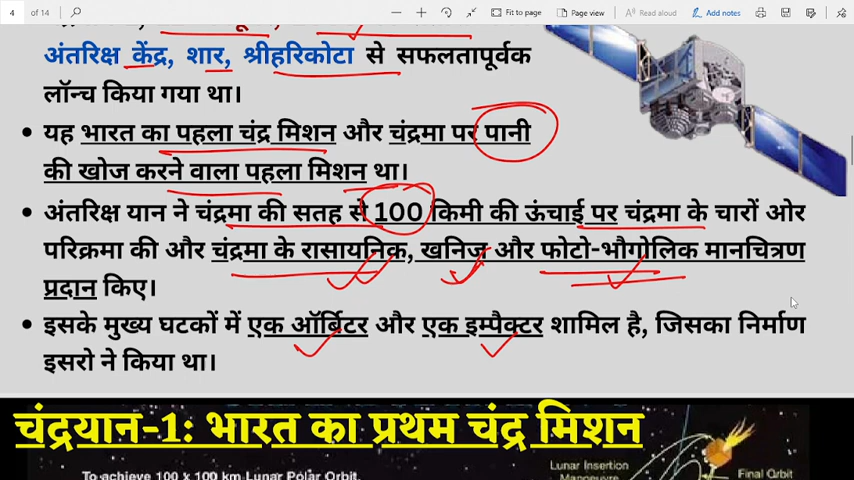 4 of 14 Fit to page Page view Read aloud Add notes
अंतरिक्ष केंद्र, शार, श्रीहरिकोटा से सफलतापूर्वक
लॉन्च किया गया था।
• यह भारत का पहला चंद्र मिशन और चंद्रमा पर पानी
की खोज करने वाला पहला मिशन था।
• अंतरिक्ष यान ने चंद्रमा की सतह से 100 किमी की ऊंचाई पर चंद्रमा के चारों ओर
परिक्रमा की और चंद्रमा के रासायनिक, खनिज और फोटो-भौगोलिक मानचित्रण
प्रदान किए।
• इसके मुख्य घटकों में एक ऑर्बिटर और एक इम्पैक्टर शामिल है, जिसका निर्माण
इसरो ने किया था।
चंद्रयान-1: भारत का प्रथम चंद्र मिशन
To achieve 100 x 100 km Lunar Polar Orbit.
Lunar Insertion
Manoeuvre
Final Orbit